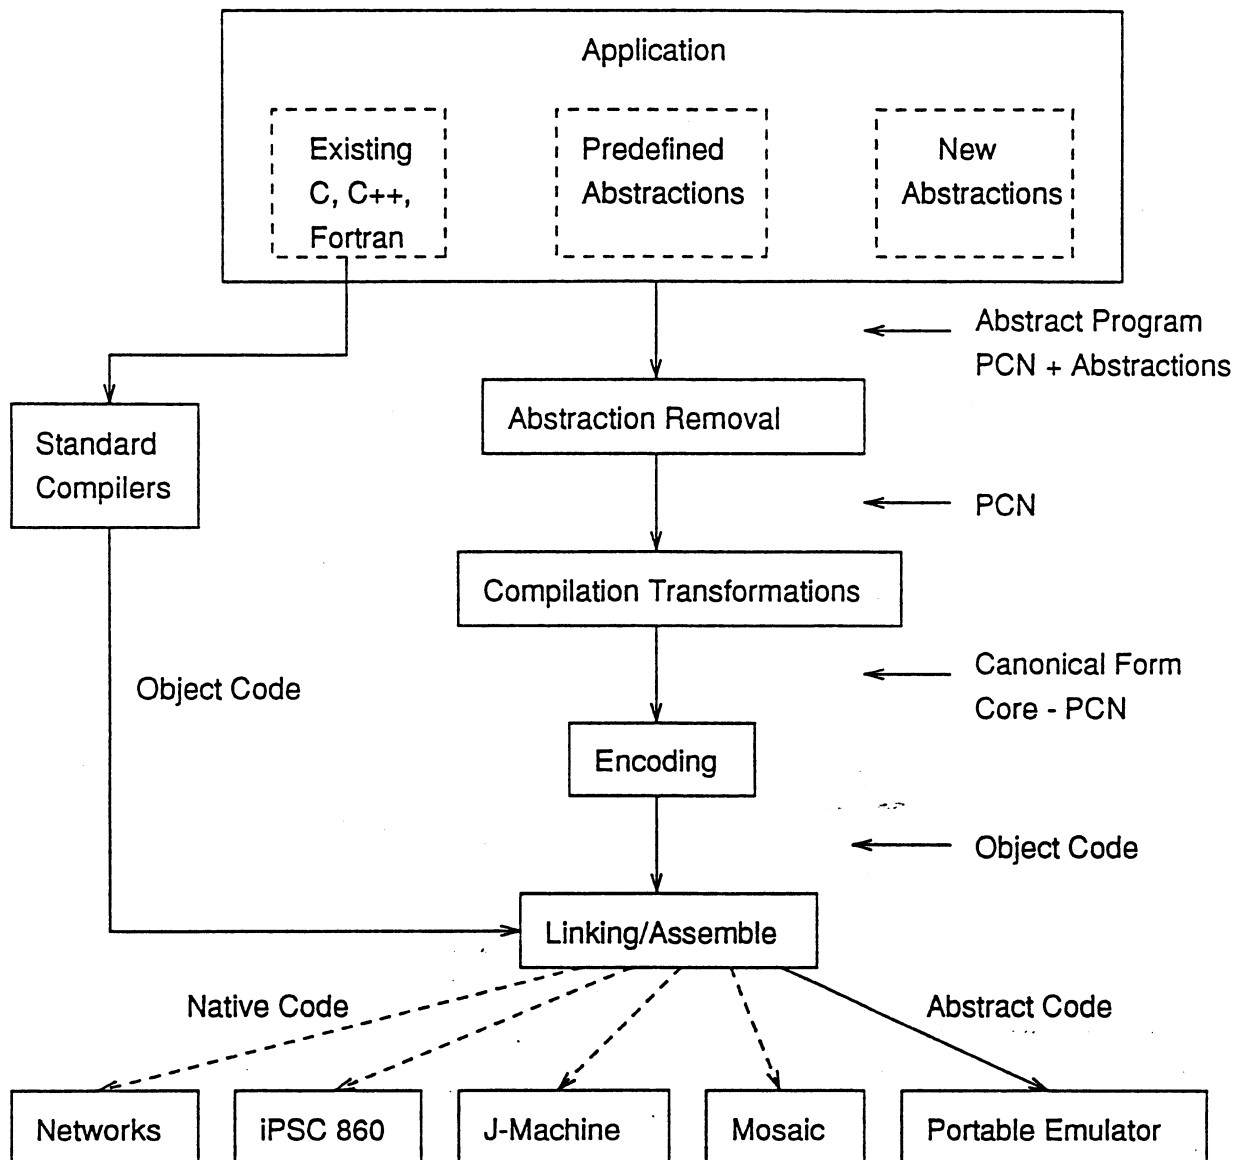 Application
Existing
C, C++,
Fortran
Predefined
Abstractions
New
Abstractions
Abstract Program
PCN + Abstractions
Standard
Compilers
Abstraction Removal
PCN
Compilation Transformations
Object Code
Canonical Form
Core - PCN
Encoding
Object Code
Linking/Assemble
Native Code
Abstract Code
Networks
iPSC 860
J-Machine
Mosaic
Portable Emulator